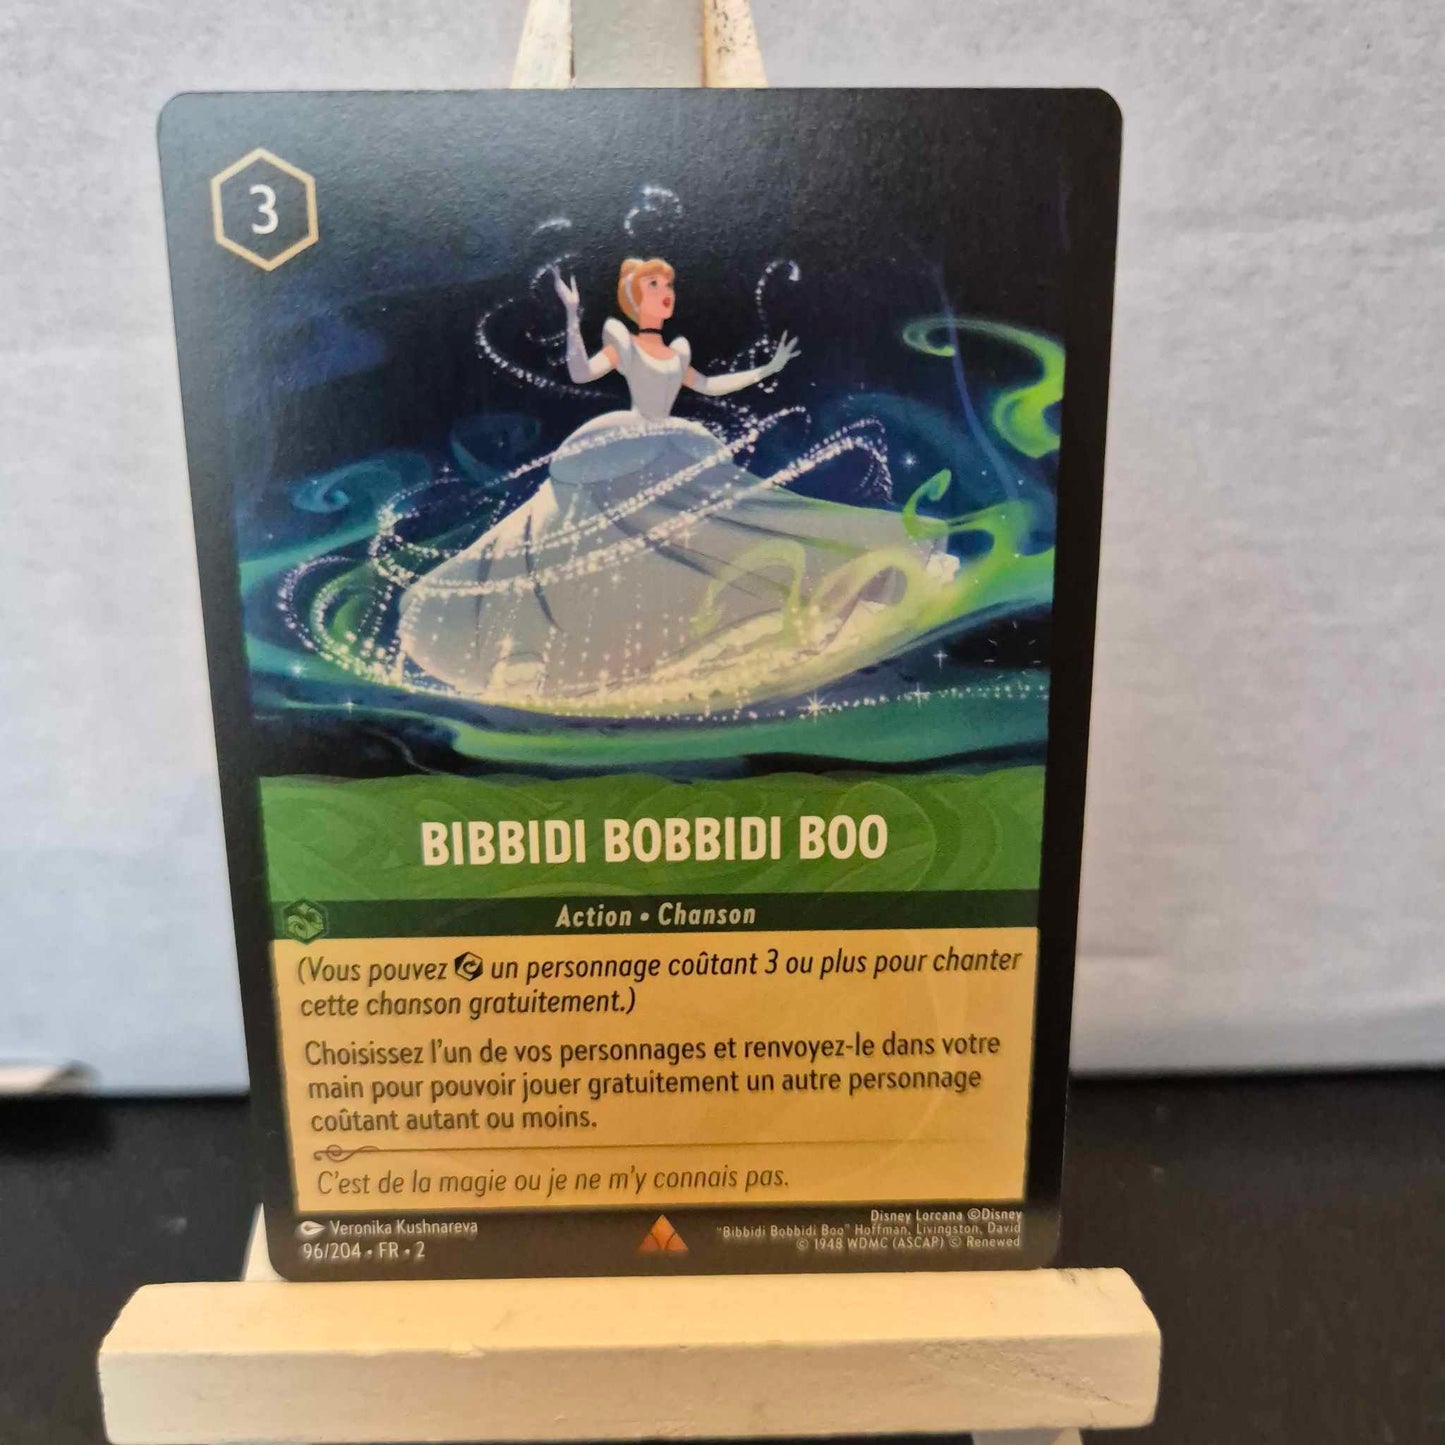 3
BIBBIDI BOBBIDI BOO
Action • Chanson
(Vous pouvez un personnage coûtant 3 ou plus pour chanter
cette chanson gratuitement.)
Choisissez l'un de vos personnages et renvoyez-le dans votre
main pour pouvoir jouer gratuitement un autre personnage
coûtant autant ou moins.
C'est de la magie ou je ne m'y connais pas.
Veronika Kushnareva
96/204 • FR • 2
Disney Lorcana ©Disney
"Bibbidi Bobbidi Boo" Hoffman, Livingston, David
© 1948 WDMC (ASCAP) © Renewed